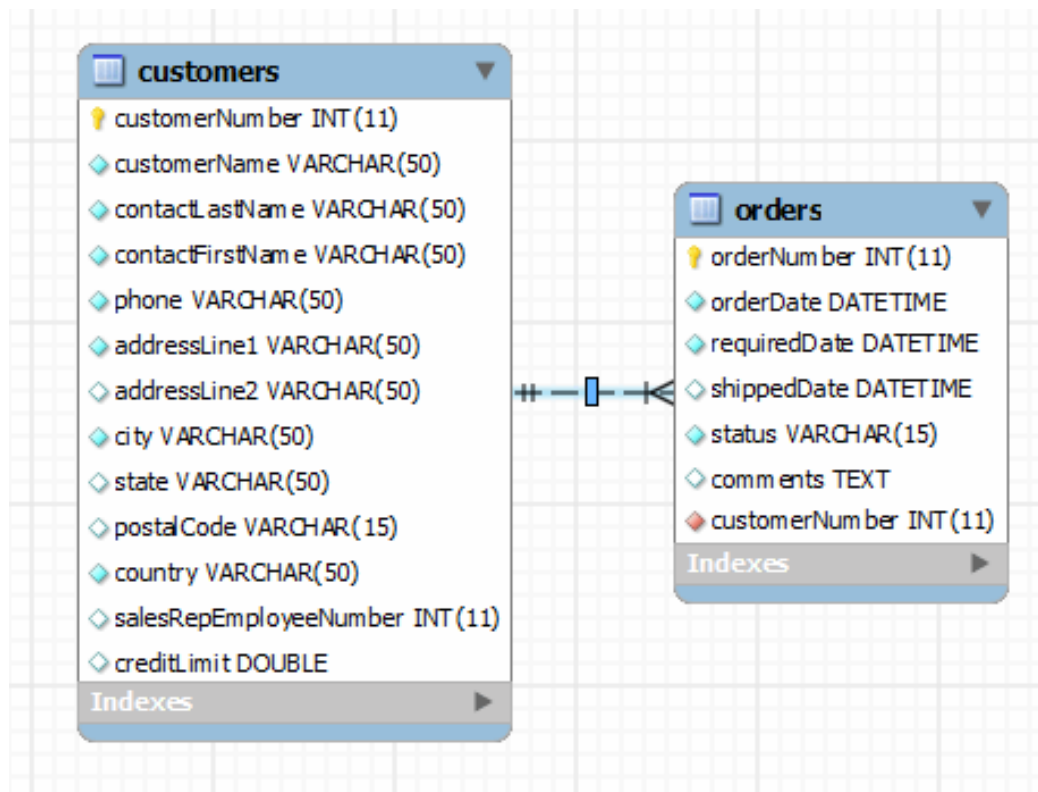 customers
customerNumber INT(11)
customerName VARCHAR(50)
contactLastName VARCHAR(50)
contactFirstName VARCHAR(50)
phone VARCHAR(50)
addressLine1 VARCHAR(50)
addressLine2 VARCHAR(50)
city VARCHAR(50)
state VARCHAR(50)
postalCode VARCHAR(15)
country VARCHAR(50)
salesRepEmployeeNumber INT(11)
creditLimit DOUBLE
Indexes
orders
orderNumber INT(11)
orderDate DATETIME
requiredDate DATETIME
shippedDate DATETIME
status VARCHAR(15)
comments TEXT
customerNumber INT(11)
Indexes